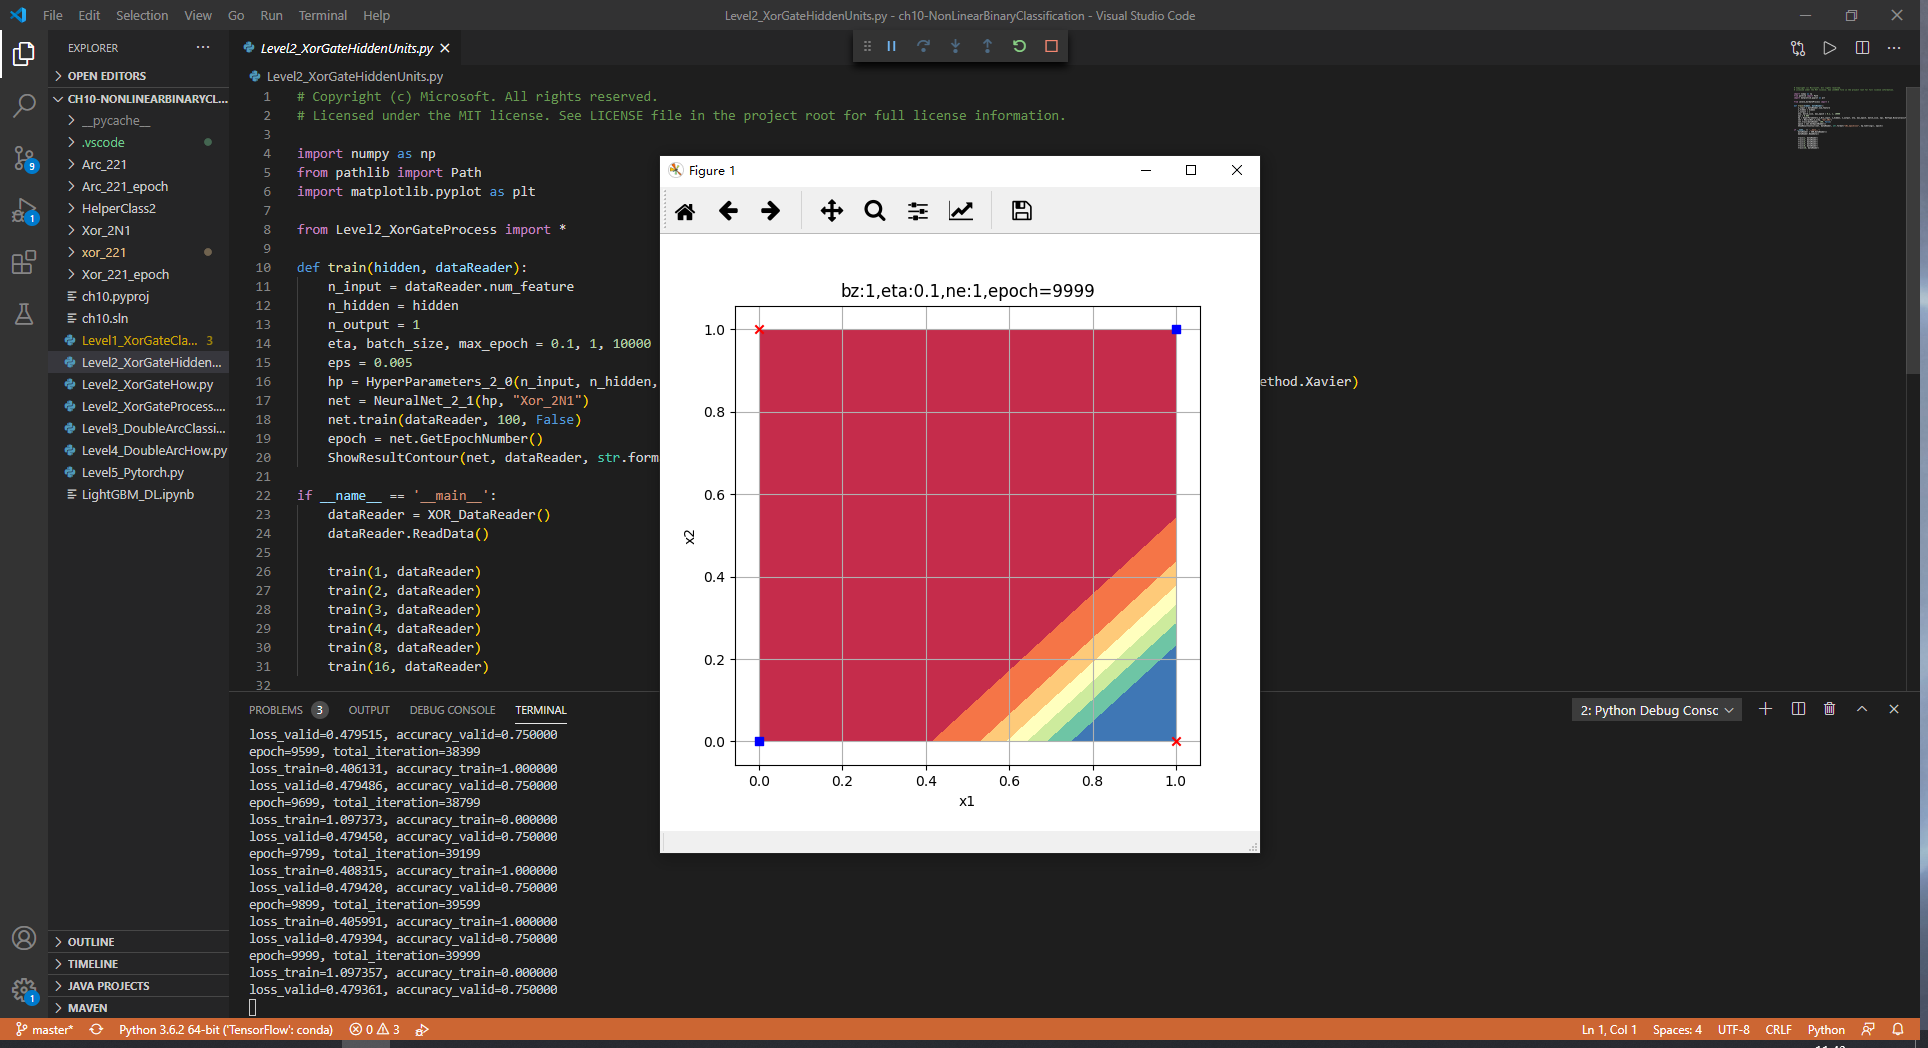 File Edit Selection View Go Run Terminal Help
Level2_XorGateHiddenUnits.py - ch10-NonLinearBinaryClassification - Visual Studio Code
EXPLORER
OPEN EDITORS
CH10-NONLINEARBINARYCL...
__pycache__
.vscode
Arc_221
Arc_221_epoch
HelperClass2
Xor_2N1
xor_221
Xor_221_epoch
ch10.pyproj
ch10.sln
Level1_XorGateCla... 3
Level2_XorGateHidden...
Level2_XorGateHow.py
Level2_XorGateProcess....
Level3_DoubleArcClassi...
Level4_DoubleArcHow.py
Level5_Pytorch.py
LightGBM_DL.ipynb
OUTLINE
TIMELINE
JAVA PROJECTS
MAVEN
9
1
1
Level2_XorGateHiddenUnits.py
Level2_XorGateHiddenUnits.py
1 # Copyright (c) Microsoft. All rights reserved.
2 # Licensed under the MIT license. See LICENSE file in the project root for full license information.
3
4 import numpy as np
5 from pathlib import Path
6 import matplotlib.pyplot as plt
7
8 from Level2_XorGateProcess import *
9
10 def train(hidden, dataReader):
11 n_input = dataReader.num_feature
12 n_hidden = hidden
13 n_output = 1
14 eta, batch_size, max_epoch = 0.1, 1, 10000
15 eps = 0.005
16 hp = HyperParameters_2_0(n_input, n_hidden, ethod.Xavier)
17 net = NeuralNet_2_1(hp, "Xor_2N1")
18 net.train(dataReader, 100, False)
19 epoch = net.GetEpochNumber()
20 ShowResultContour(net, dataReader, str.form
21
22 if __name__ == '__main__':
23 dataReader = XOR_DataReader()
24 dataReader.ReadData()
25
26 train(1, dataReader)
27 train(2, dataReader)
28 train(3, dataReader)
29 train(4, dataReader)
30 train(8, dataReader)
31 train(16, dataReader)
32
Figure 1
bz:1,eta:0.1,ne:1,epoch=9999
1.0
0.8
0.6
0.4
0.2
0.0
x2
0.0 0.2 0.4 0.6 0.8 1.0
x1
PROBLEMS 3 OUTPUT DEBUG CONSOLE TERMINAL
2: Python Debug Consc
loss_valid=0.479515, accuracy_valid=0.750000
epoch=9599, total_iteration=38399
loss_train=0.406131, accuracy_train=1.000000
loss_valid=0.479486, accuracy_valid=0.750000
epoch=9699, total_iteration=38799
loss_train=1.097373, accuracy_train=0.000000
loss_valid=0.479450, accuracy_valid=0.750000
epoch=9799, total_iteration=39199
loss_train=0.408315, accuracy_train=1.000000
loss_valid=0.479420, accuracy_valid=0.750000
epoch=9899, total_iteration=39599
loss_train=0.405991, accuracy_train=1.000000
loss_valid=0.479394, accuracy_valid=0.750000
epoch=9999, total_iteration=39999
loss_train=1.097357, accuracy_train=0.000000
loss_valid=0.479361, accuracy_valid=0.750000
master* Python 3.6.2 64-bit ('TensorFlow': conda) 0 3
Ln 1, Col 1 Spaces: 4 UTF-8 CRLF Python